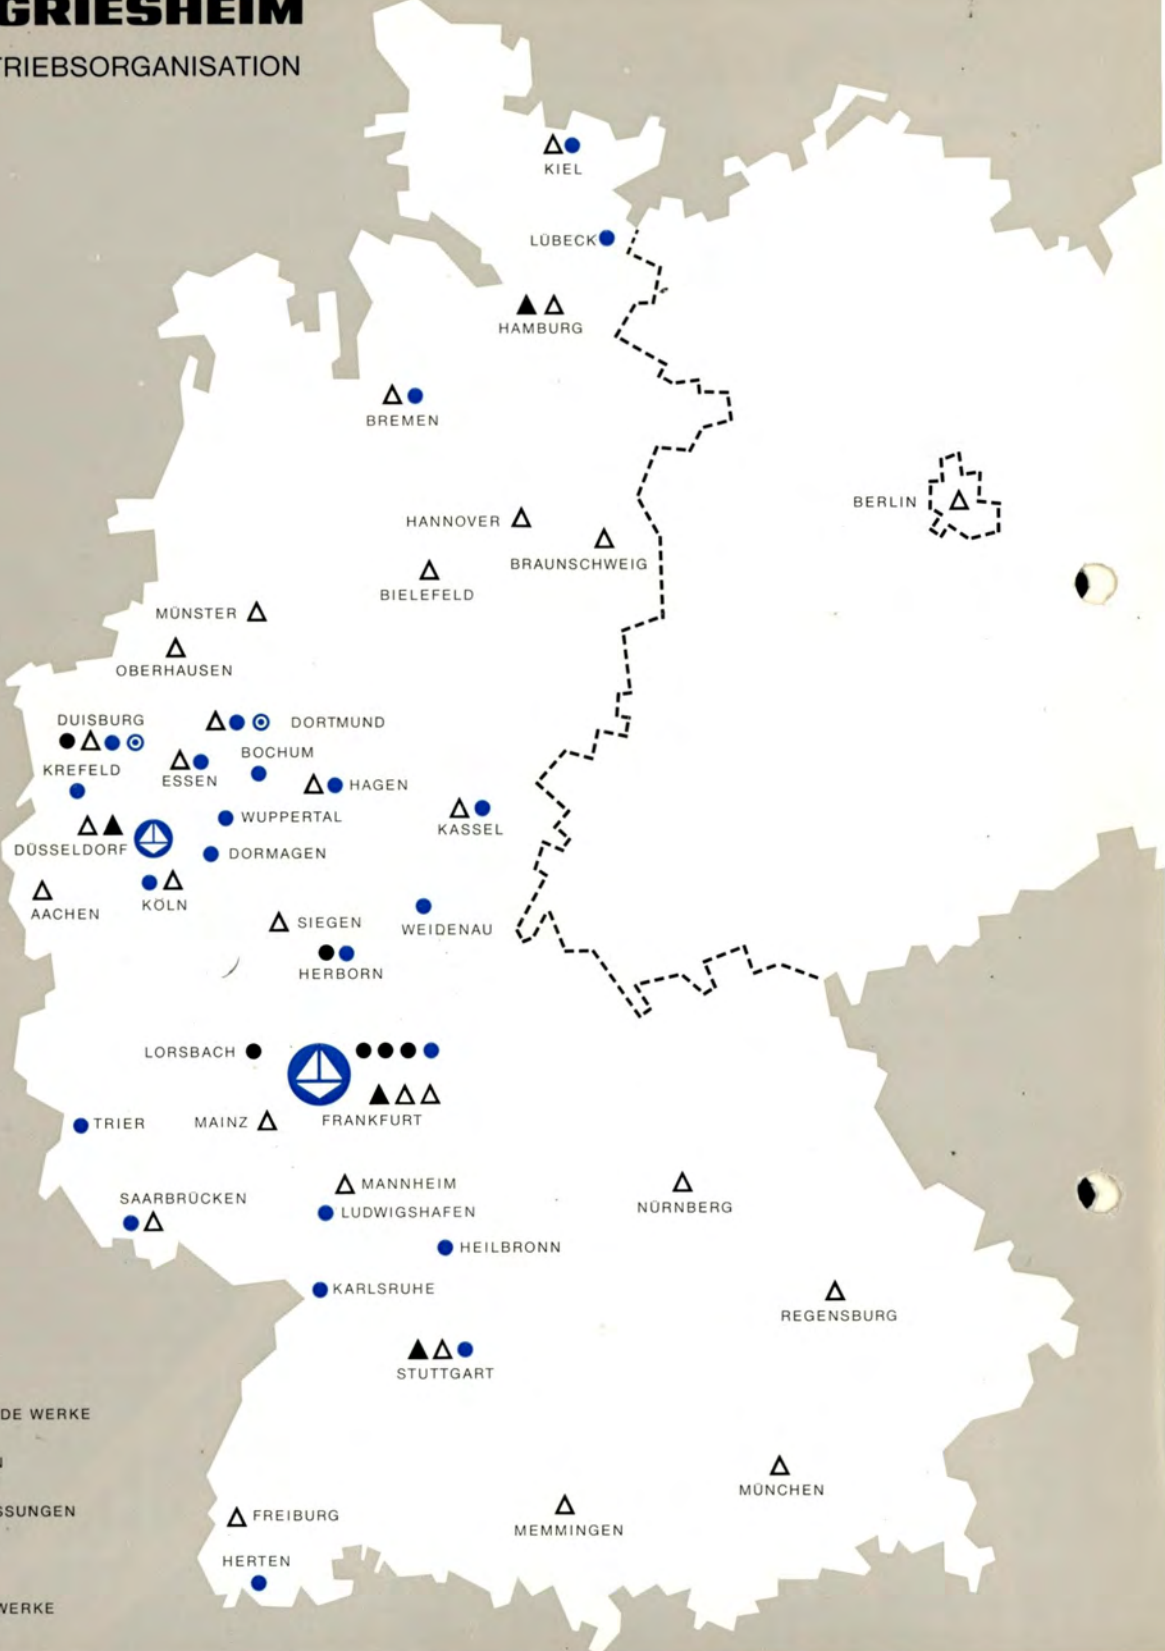 GRIESHEIM
TRIEBSORGANISATION
KIEL
LÜBECK
HAMBURG
BREMEN
BERLIN
HANNOVER
BRAUNSCHWEIG
BIELEFELD
MÜNSTER
OBERHAUSEN
DUISBURG
DORTMUND
BOCHUM
KREFELD
ESSEN
HAGEN
WUPPERTAL
KASSEL
DÜSSELDORF
DORMAGEN
KÖLN
AACHEN
SIEGEN
WEIDENAU
HERBORN
LORSBACH
TRIER
MAINZ
FRANKFURT
MANNHEIM
SAARBRÜCKEN
NÜRNBERG
LUDWIGSHAFEN
HEILBRONN
KARLSRUHE
REGENSBURG
STUTTGART
DE WERKE
N
MÜNCHEN
SSUNGEN
FREIBURG
MEMMINGEN
HERTEN
WERKE